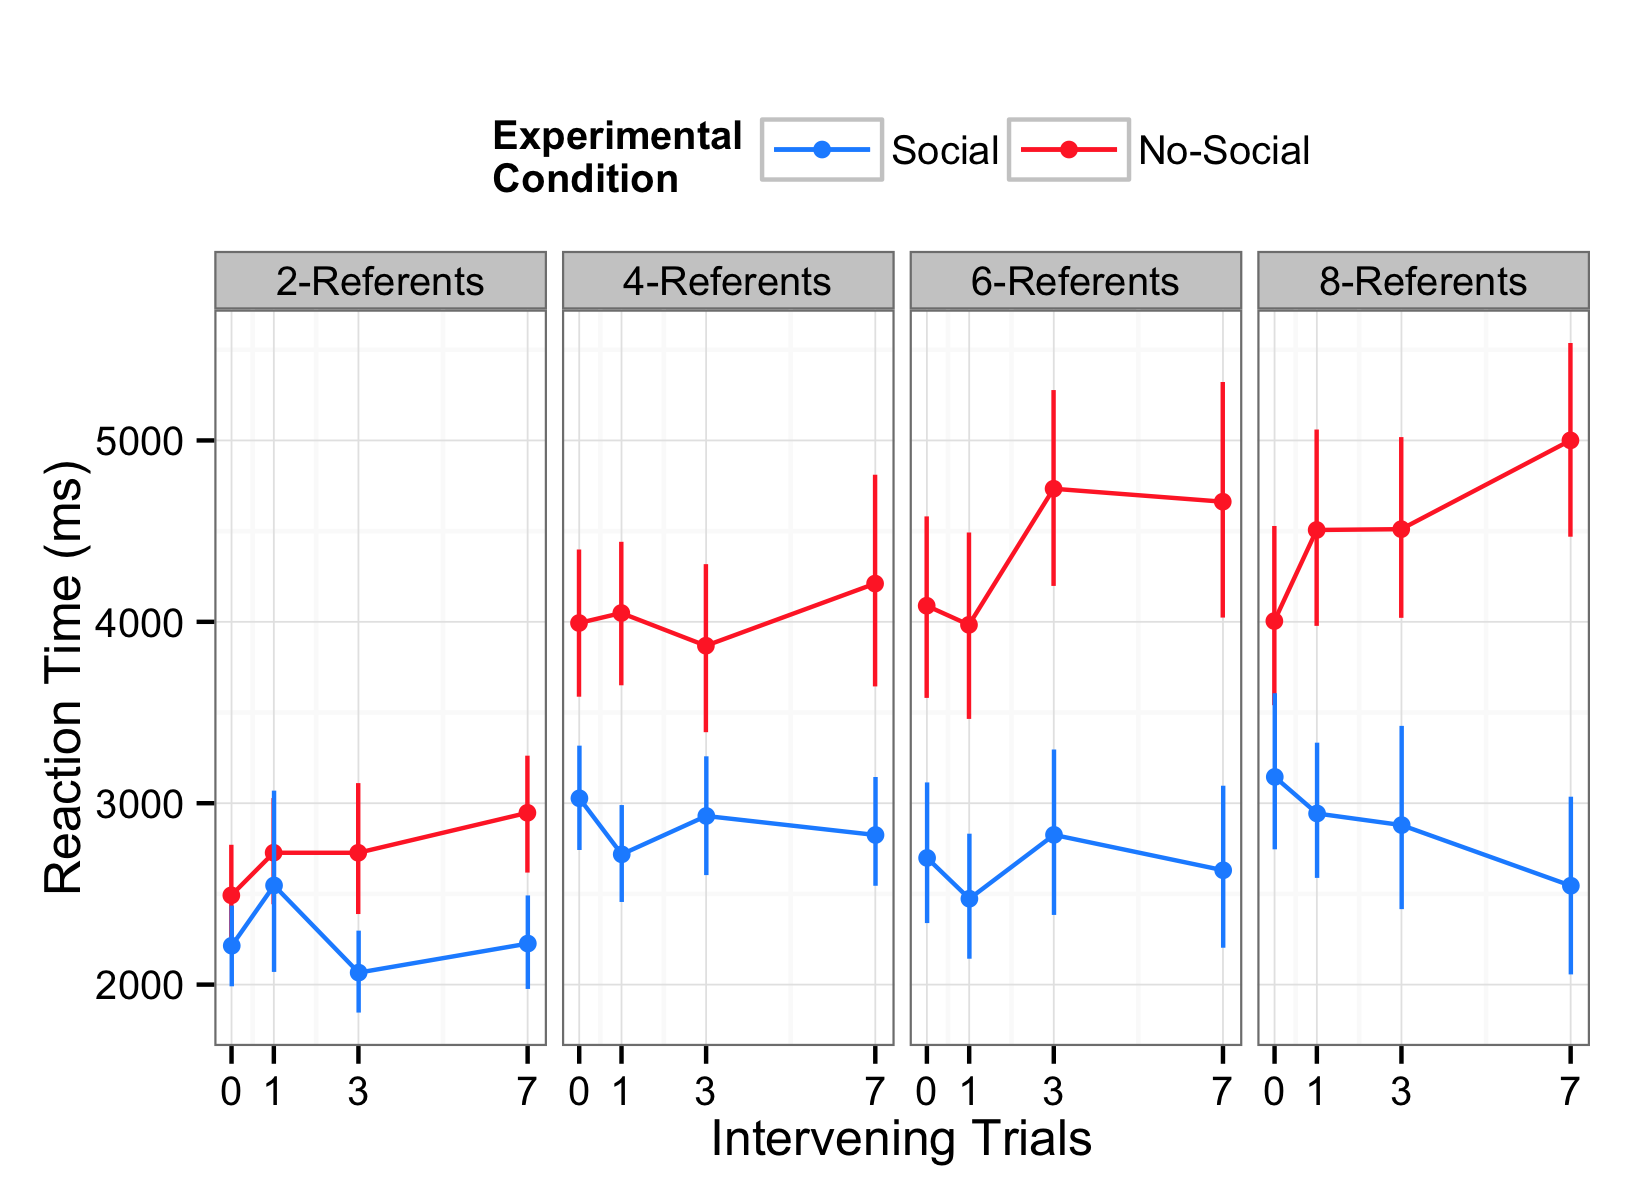 Experimental
Condition
Social
No-Social
2-Referents
4-Referents
6-Referents
8-Referents
Reaction Time (ms)
5000
4000
3000
2000
0 1 3 7
0 1 3 7
0 1 3 7
0 1 3 7
Intervening Trials